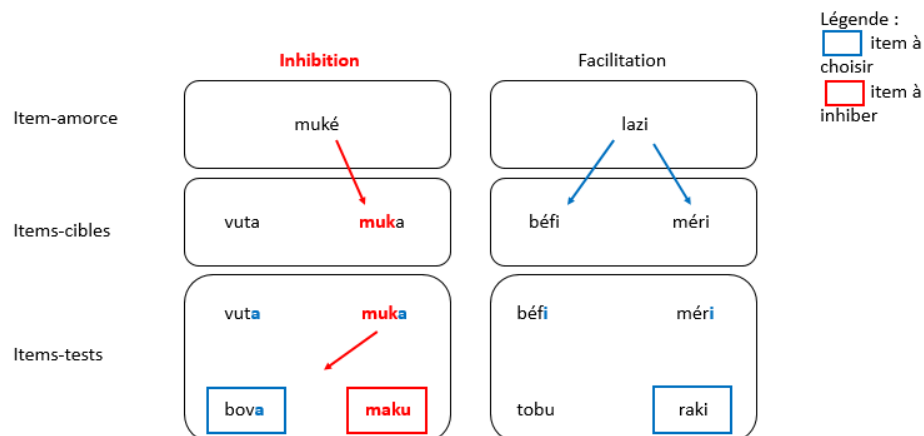 Légende :
item à
choisir
item à
inhiber
Inhibition Facilitation
Item-amorce muké lazi
Items-cibles vuta muka béfi méri
vuta muka béfi méri
Items-tests
bova maku tobu raki